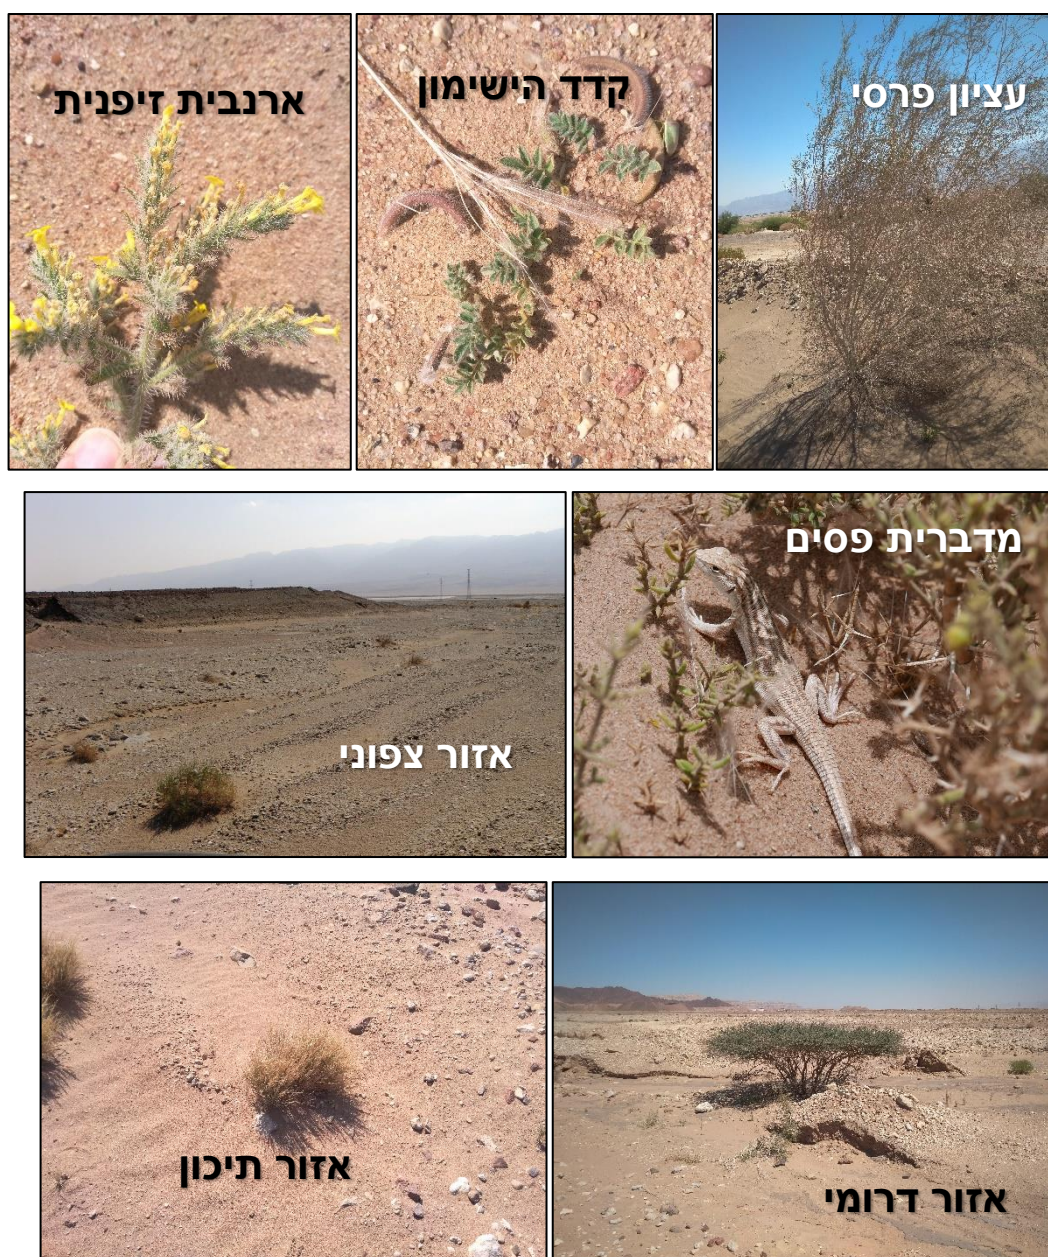 עציון פרסי
קדד הישימון
ארנבית זיפנית
מדברית פסים
אזור צפוני
אזור דרומי
אזור תיכון